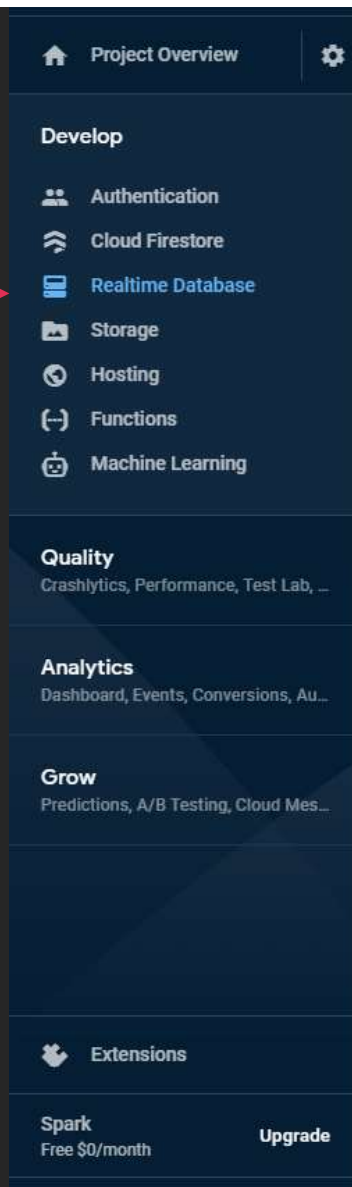 Project Overview
Develop
Authentication
Cloud Firestore
Realtime Database
Storage
Hosting
Functions
Machine Learning
Quality
Crashlytics, Performance, Test Lab, ...
Analytics
Dashboard, Events, Conversions, Au...
Grow
Predictions, A/B Testing, Cloud Mes...
Extensions
Spark
Free $0/month Upgrade